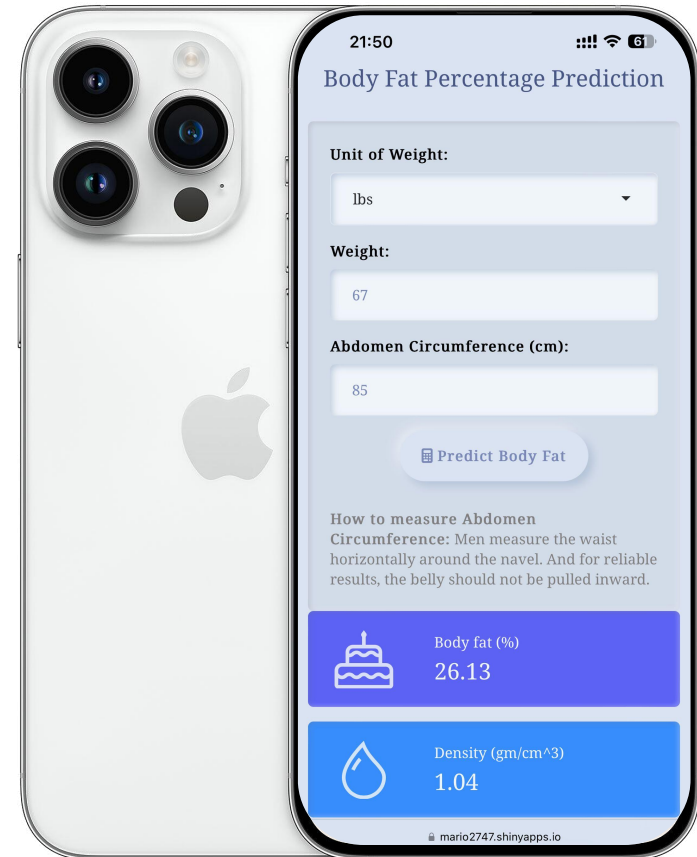 21:50
61
Body Fat Percentage Prediction
Unit of Weight:
lbs
Weight:
67
Abdomen Circumference (cm):
85
Predict Body Fat
How to measure Abdomen
Circumference: Men measure the waist
horizontally around the navel. And for reliable
results, the belly should not be pulled inward.
Body fat (%)
26.13
Density (gm/cm^3)
1.04
mario2747.shinyapps.io